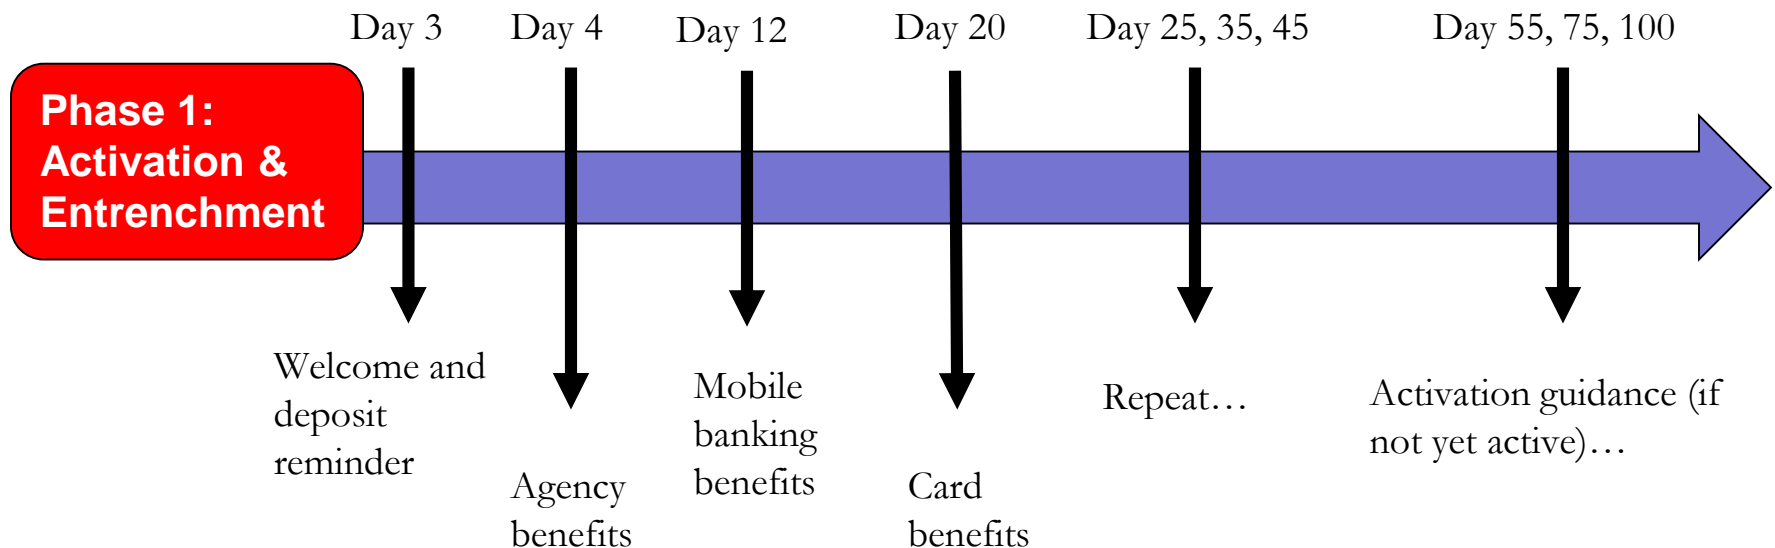 Day 3
Day 4
Day 12
Day 20
Day 25, 35, 45
Day 55, 75, 100
Phase 1:
Activation &
Entrenchment
Welcome and
deposit
reminder
Agency
benefits
Mobile
banking
benefits
Card
benefits
Repeat…
Activation guidance (if
not yet active)…